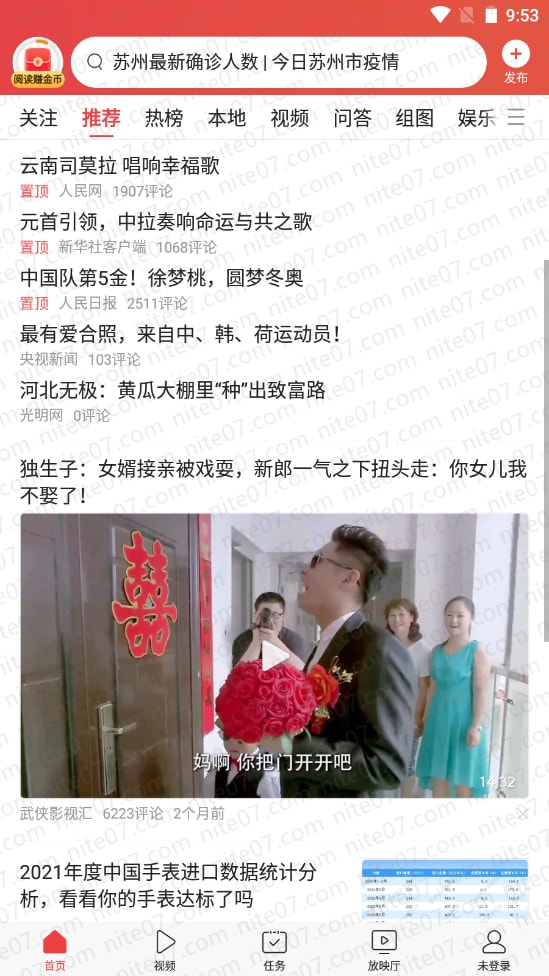 9:53
阅读赚金币
苏州最新确诊人数 | 今日苏州市疫情
发布
关注 推荐 热榜 本地 视频 问答 组图 娱乐
云南司莫拉 唱响幸福歌
置顶 人民网 1907评论
元首引领，中拉奏响命运与共之歌
置顶 新华社客户端 1068评论
中国队第5金！徐梦桃，圆梦冬奥
置顶 人民日报 2511评论
最有爱合照，来自中、韩、荷运动员！
央视新闻 103评论
河北无极：黄瓜大棚里“种”出致富路
光明网 0评论
独生子：女婿接亲被戏耍，新郎一气之下扭头走：你女儿我
不娶了！
囍
妈啊 你把门开开吧
14:32
武侠影视汇 6223评论 2个月前
2021年度中国手表进口数据统计分
析，看看你的手表达标了吗
首页 视频 任务 放映厅 未登录
nite07.com